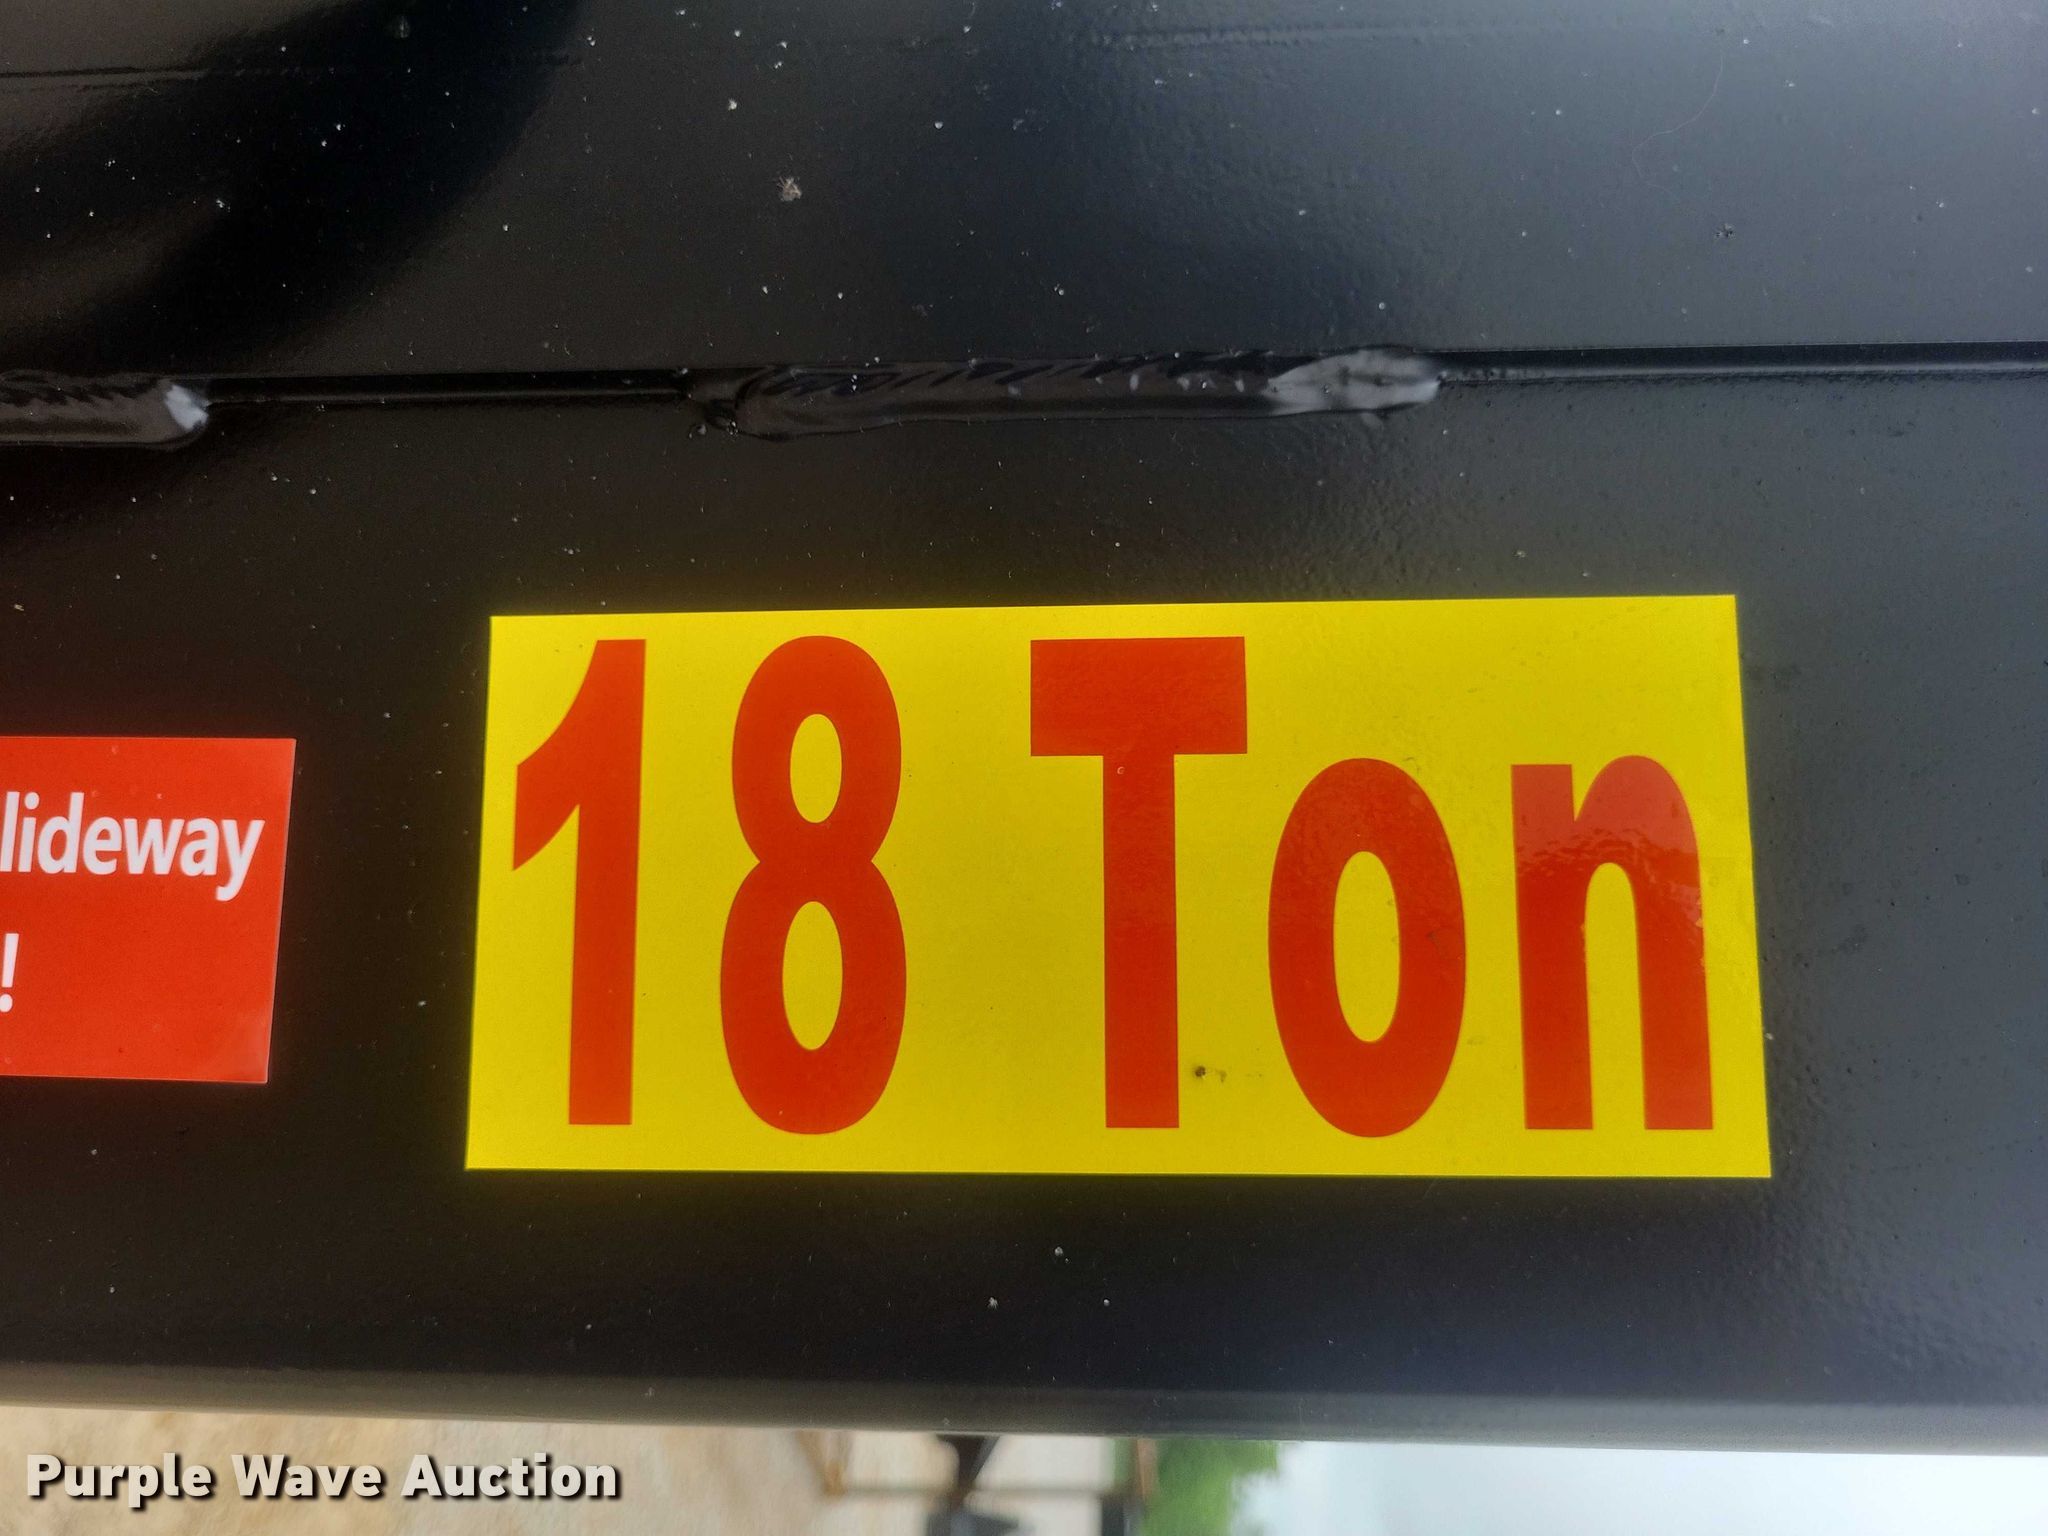 18 Ton
lideway
!
Purple Wave Auction